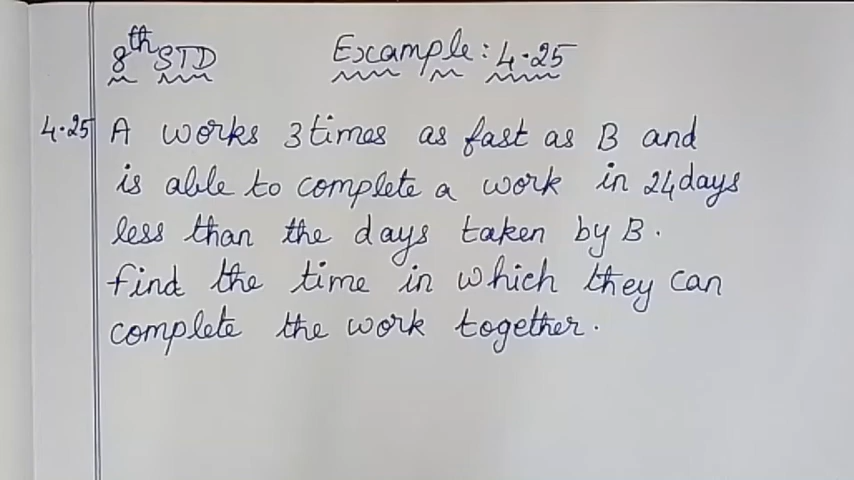 8th STD Example: 4.25
4.25 A works 3 times as fast as B and
is able to complete a work in 24 days
less than the days taken by B.
find the time in which they can
complete the work together.